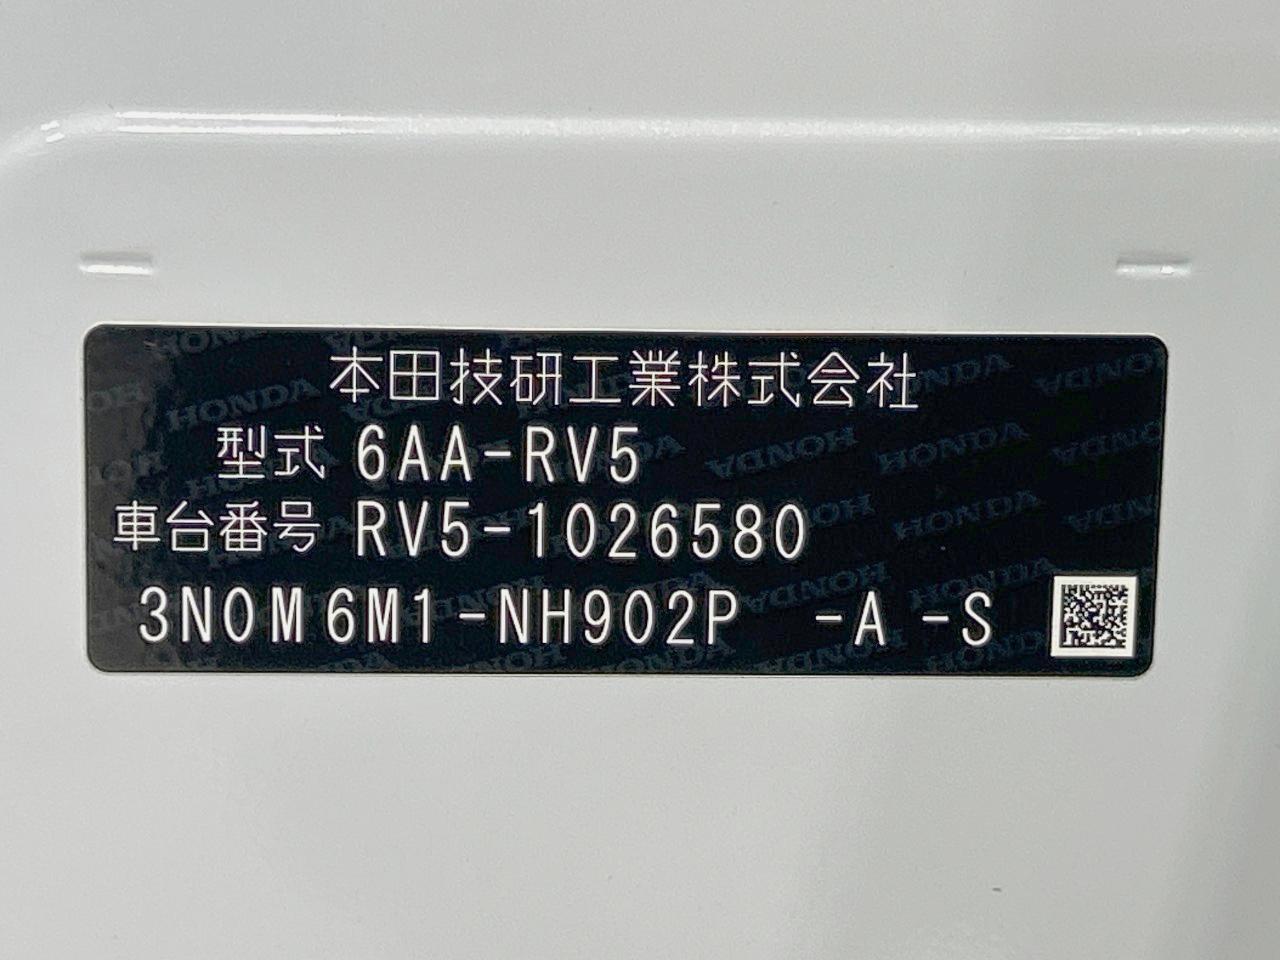 本田技研工業株式会社
型式 6AA-RV5
車台番号 RV5-1026580
3N0M6M1-NH902P -A -S